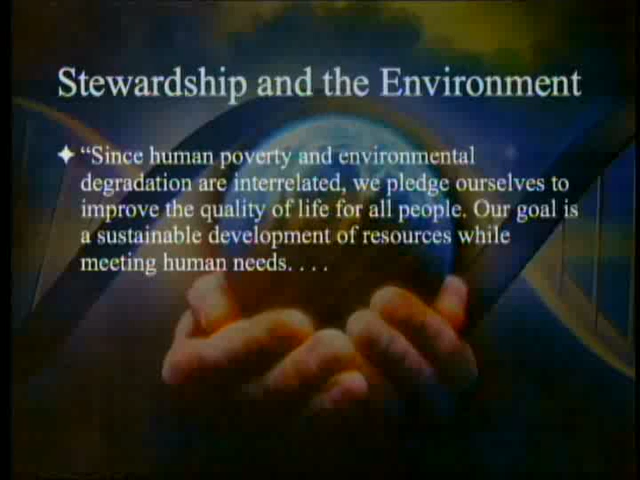 Stewardship and the Environment
✦ “Since human poverty and environmental
degradation are interrelated, we pledge ourselves to
improve the quality of life for all people. Our goal is
a sustainable development of resources while
meeting human needs. . . .